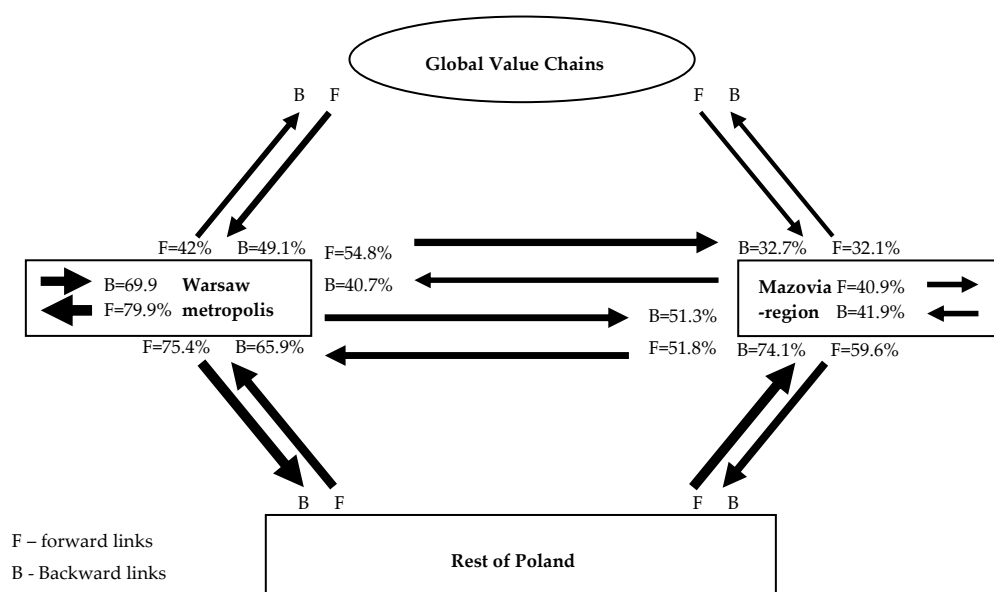 Global Value Chains
B F
F B
F=42% B=49.1%
F=54.8%
B=32.7% F=32.1%
B=40.7%
B=69.9 Warsaw
F=79.9% metropolis
Mazovia F=40.9%
-region B=41.9%
B=51.3%
F=51.8%
F=75.4% B=65.9%
B=74.1% F=59.6%
B F
F B
Rest of Poland
F – forward links
B - Backward links